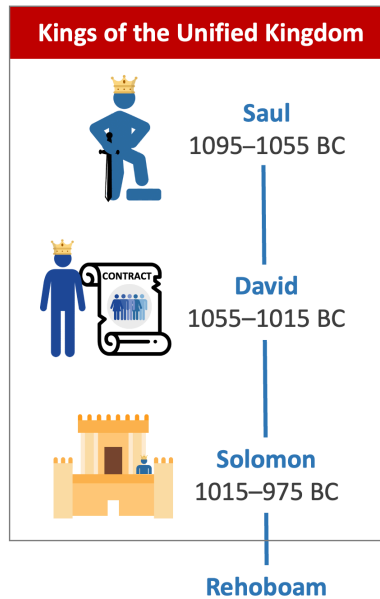 Kings of the Unified Kingdom
Saul
1095–1055 BC
CONTRACT
David
1055–1015 BC
Solomon
1015–975 BC
Rehoboam